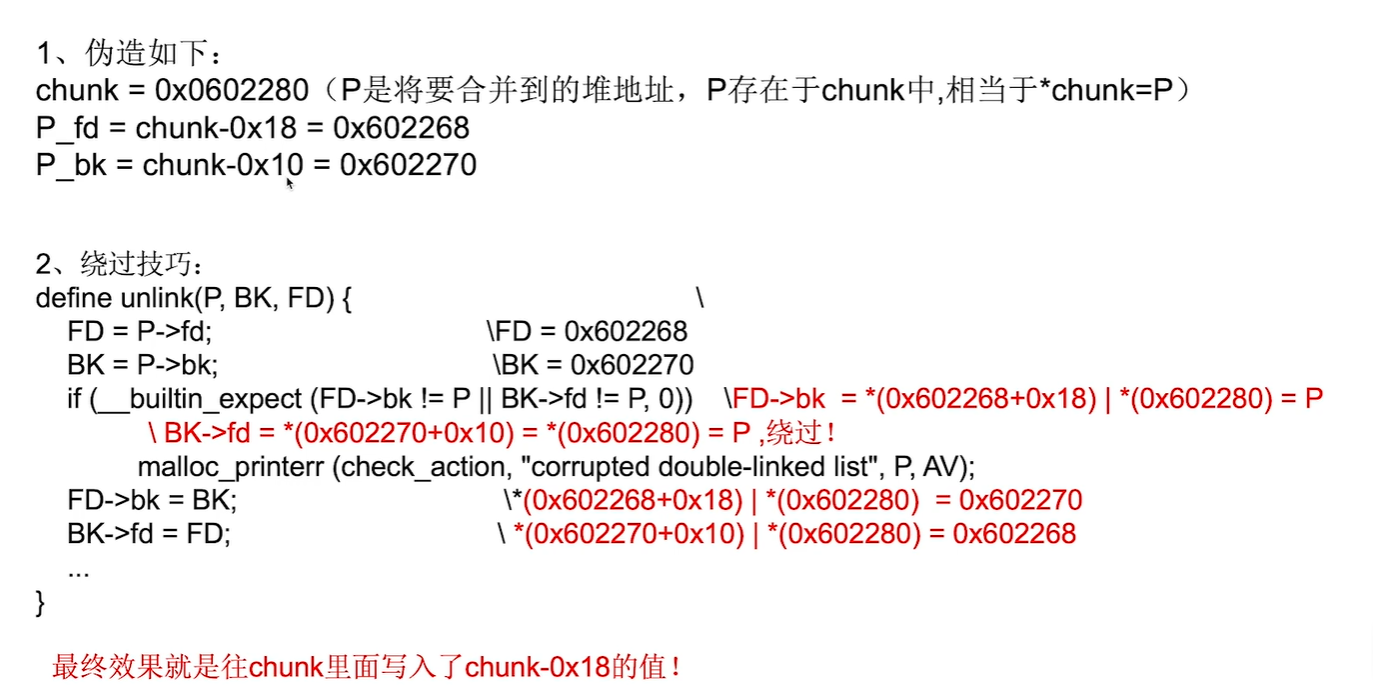 1、伪造如下：
chunk = 0x0602280（P是将要合并到的堆地址，P存在于chunk中,相当于*chunk=P）
P_fd = chunk-0x18 = 0x602268
P_bk = chunk-0x10 = 0x602270
2、绕过技巧：
define unlink(P, BK, FD) { \
FD = P->fd; \FD = 0x602268
BK = P->bk; \BK = 0x602270
if (__builtin_expect (FD->bk != P || BK->fd != P, 0)) \FD->bk = *(0x602268+0x18) | *(0x602280) = P
\ BK->fd = *(0x602270+0x10) = *(0x602280) = P ,绕过！
malloc_printerr (check_action, "corrupted double-linked list", P, AV);
FD->bk = BK; \*(0x602268+0x18) | *(0x602280) = 0x602270
BK->fd = FD; \ *(0x602270+0x10) | *(0x602280) = 0x602268
...
}
最终效果就是往chunk里面写入了chunk-0x18的值！